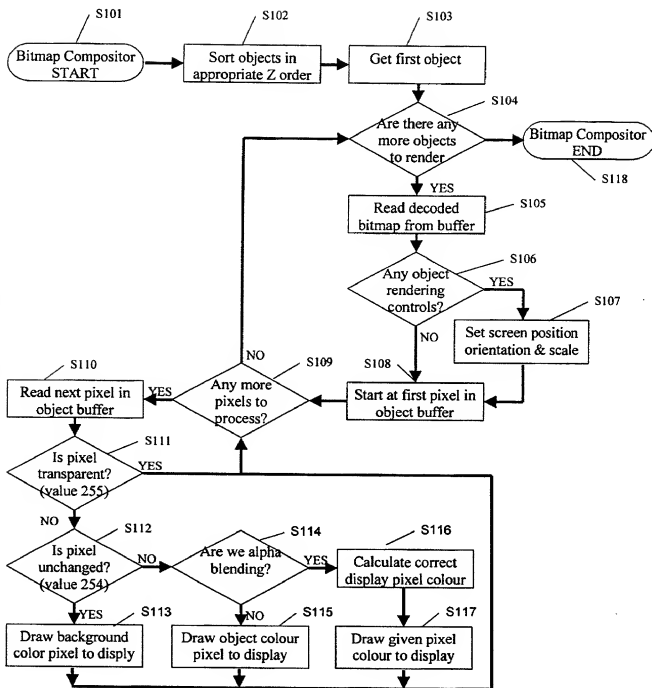 S101
Bitmap Compositor
START
S102
Sort objects in
appropriate Z order
S103
Get first object
S104
Are there any
more objects
to render
Bitmap Compositor
END
S118
YES
Read decoded
bitmap from buffer
S105
Any object
rendering
controls?
S106
YES
Set screen position
orientation & scale
S107
NO
S108
Start at first pixel in
object buffer
NO
S109
Any more
pixels to
process?
YES
S110
Read next pixel in
object buffer
S111
Is pixel
transparent?
(value 255)
YES
NO
S112
Is pixel
unchanged?
(value 254)
NO
S114
Are we alpha
blending?
YES
S116
Calculate correct
display pixel colour
YES
S113
Draw background
color pixel to disply
NO
S115
Draw object colour
pixel to display
S117
Draw given pixel
colour to display